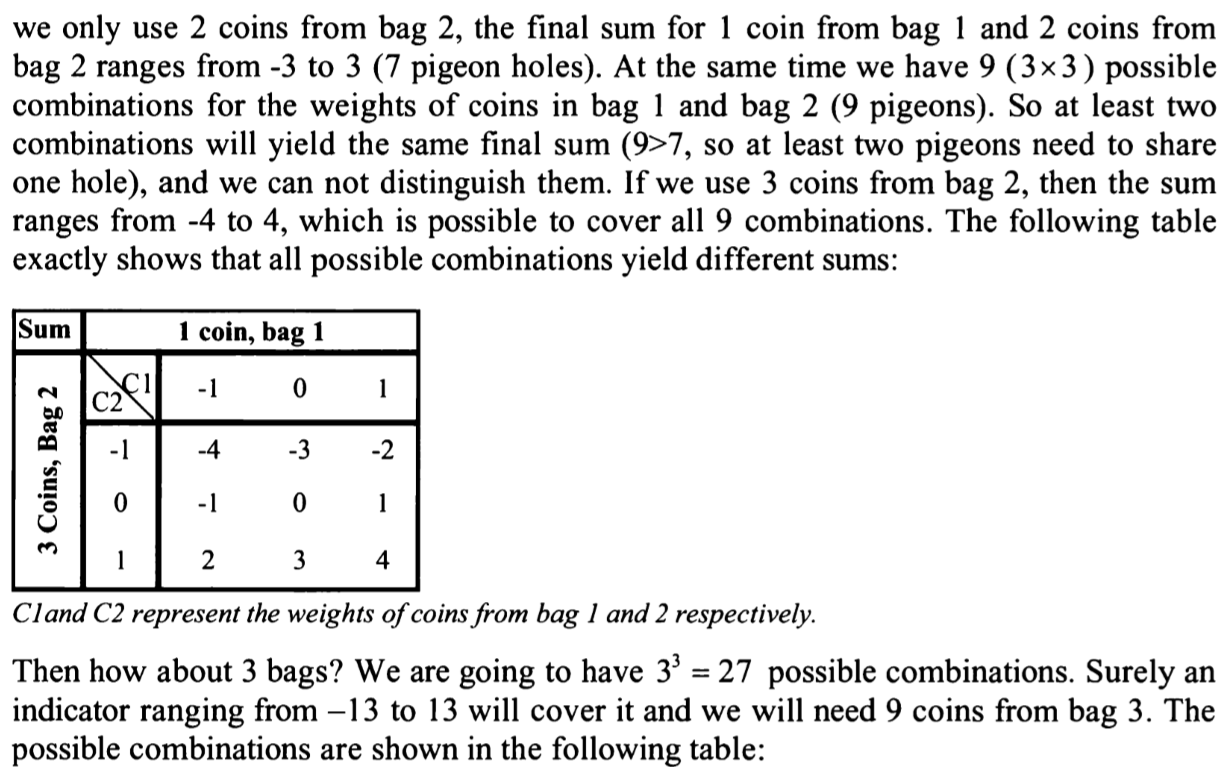 we only use 2 coins from bag 2, the final sum for 1 coin from bag 1 and 2 coins from
bag 2 ranges from -3 to 3 (7 pigeon holes). At the same time we have 9 (3×3) possible
combinations for the weights of coins in bag 1 and bag 2 (9 pigeons). So at least two
combinations will yield the same final sum (9>7, so at least two pigeons need to share
one hole), and we can not distinguish them. If we use 3 coins from bag 2, then the sum
ranges from -4 to 4, which is possible to cover all 9 combinations. The following table
exactly shows that all possible combinations yield different sums:
Sum 1 coin, bag 1
3 Coins, Bag 2
C2 C1 -1 0 1
-1 -4 -3 -2
0 -1 0 1
1 2 3 4
C1and C2 represent the weights of coins from bag 1 and 2 respectively.
Then how about 3 bags? We are going to have 3³ = 27 possible combinations. Surely an
indicator ranging from −13 to 13 will cover it and we will need 9 coins from bag 3. The
possible combinations are shown in the following table: